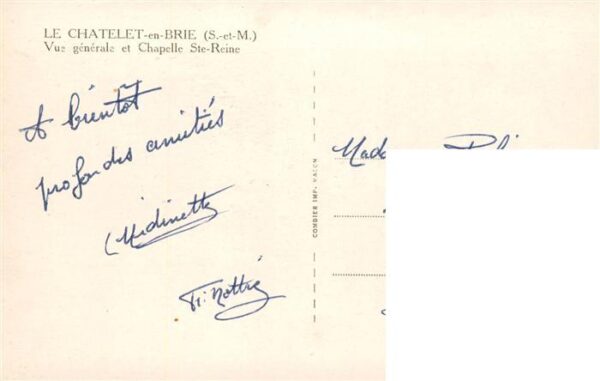 LE CHATELET-en-BRIE (S.-et-M.)
Vue générale et Chapelle Ste-Reine
A bientôt
profondes amitiés
Midinette
COMBIER IMP. MACON